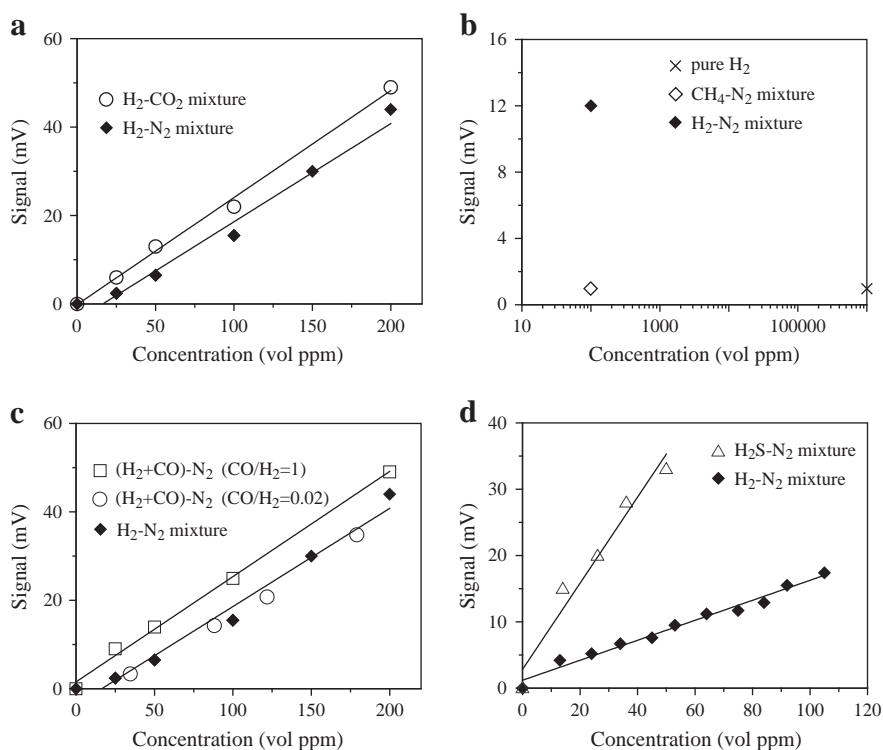 a
60
40
20
0
Signal (mV)
H₂-CO₂ mixture
H₂-N₂ mixture
0 50 100 150 200
Concentration (vol ppm)
b
16
12
8
4
0
Signal (mV)
pure H₂
CH₄-N₂ mixture
H₂-N₂ mixture
10 1000 100000
Concentration (vol ppm)
c
60
40
20
0
Signal (mV)
(H₂+CO)-N₂ (CO/H₂=1)
(H₂+CO)-N₂ (CO/H₂=0.02)
H₂-N₂ mixture
0 50 100 150 200
Concentration (vol ppm)
d
40
30
20
10
0
Signal (mV)
H₂S-N₂ mixture
H₂-N₂ mixture
0 20 40 60 80 100 120
Concentration (vol ppm)